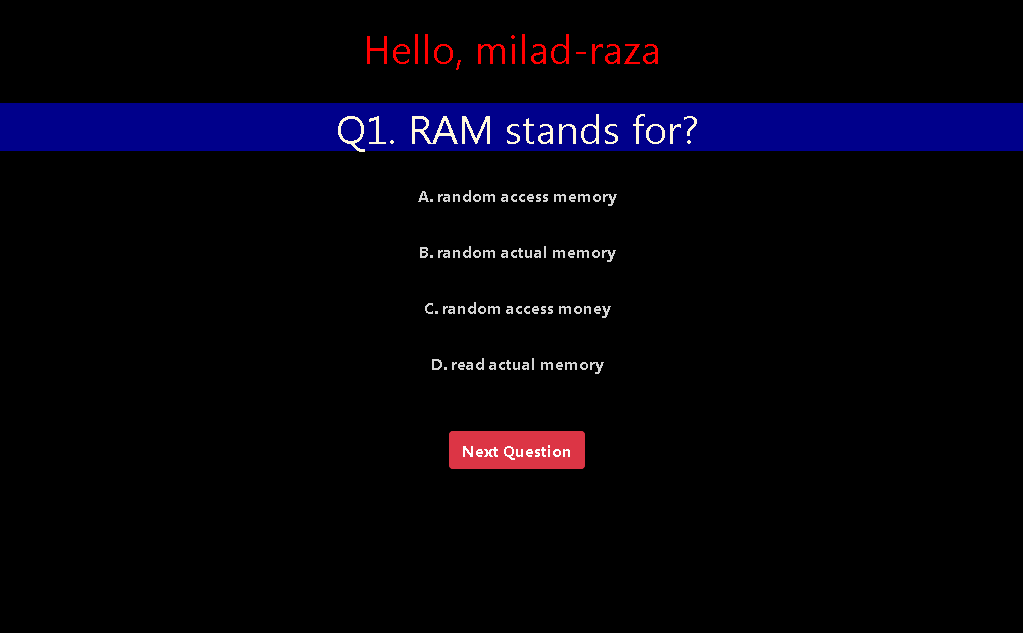 Hello, milad-raza
Q1. RAM stands for?
A. random access memory
B. random actual memory
C. random access money
D. read actual memory
Next Question